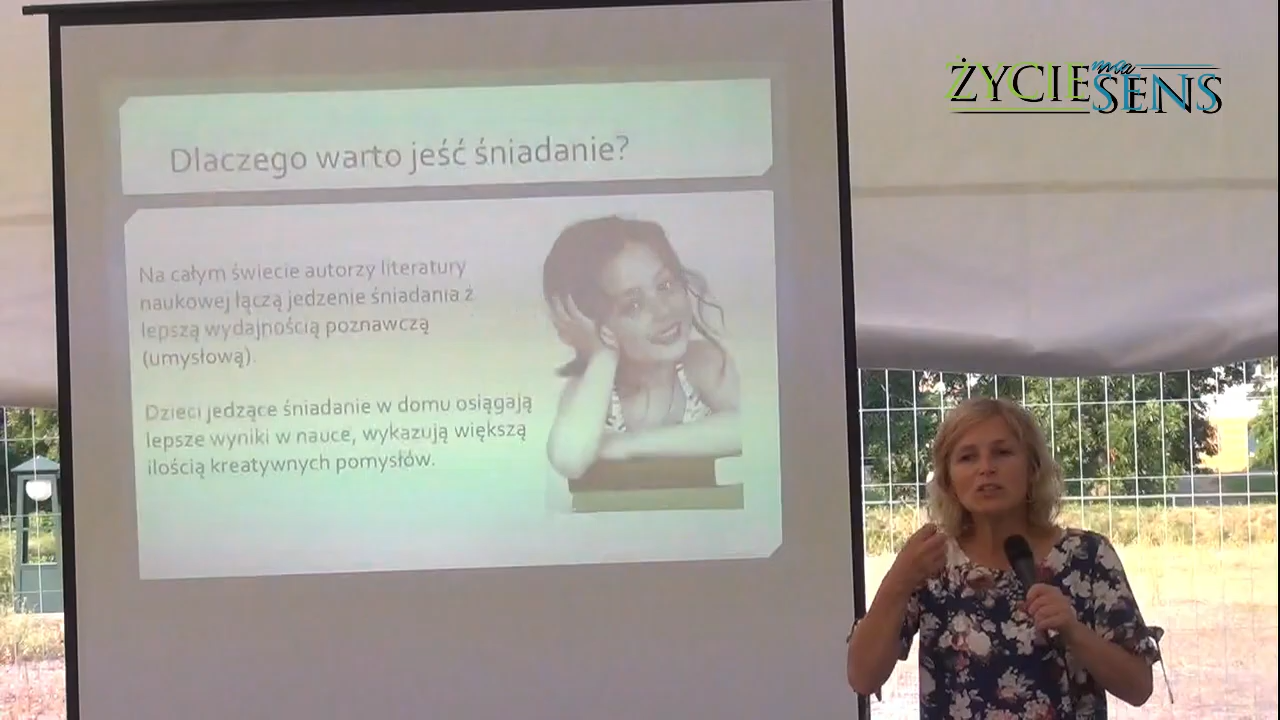 ŻYCIE ma SENS
Dlaczego warto jeść śniadanie?
Na całym świecie autorzy literatury
naukowej łączą jedzenie śniadania z
lepszą wydajnością poznawczą
(umysłową).
Dzieci jedzące śniadanie w domu osiągają
lepsze wyniki w nauce, wykazują większą
ilością kreatywnych pomysłów.